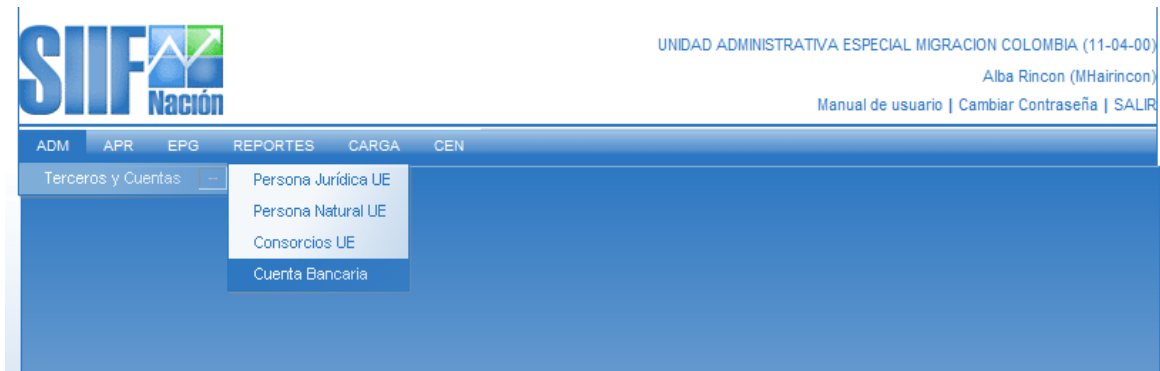 SIIF
Nación
UNIDAD ADMINISTRATIVA ESPECIAL MIGRACION COLOMBIA (11-04-00)
Alba Rincon (MHairincon)
Manual de usuario | Cambiar Contraseña | SALIR
ADM APR EPG REPORTES CARGA CEN
Terceros y Cuentas
Persona Jurídica UE
Persona Natural UE
Consorcios UE
Cuenta Bancaria